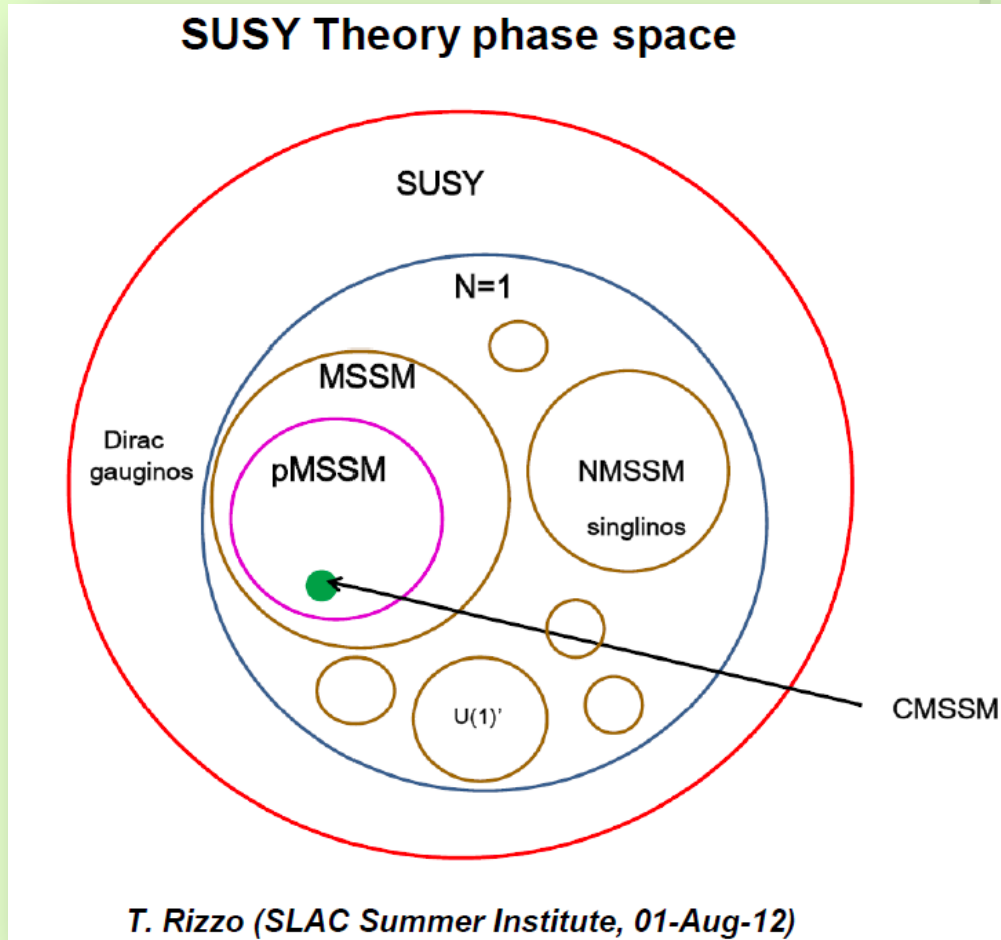 SUSY Theory phase space
SUSY
N=1
MSSM
Dirac
gauginos
pMSSM
NMSSM
singlinos
U(1)'
CMSSM
T. Rizzo (SLAC Summer Institute, 01-Aug-12)